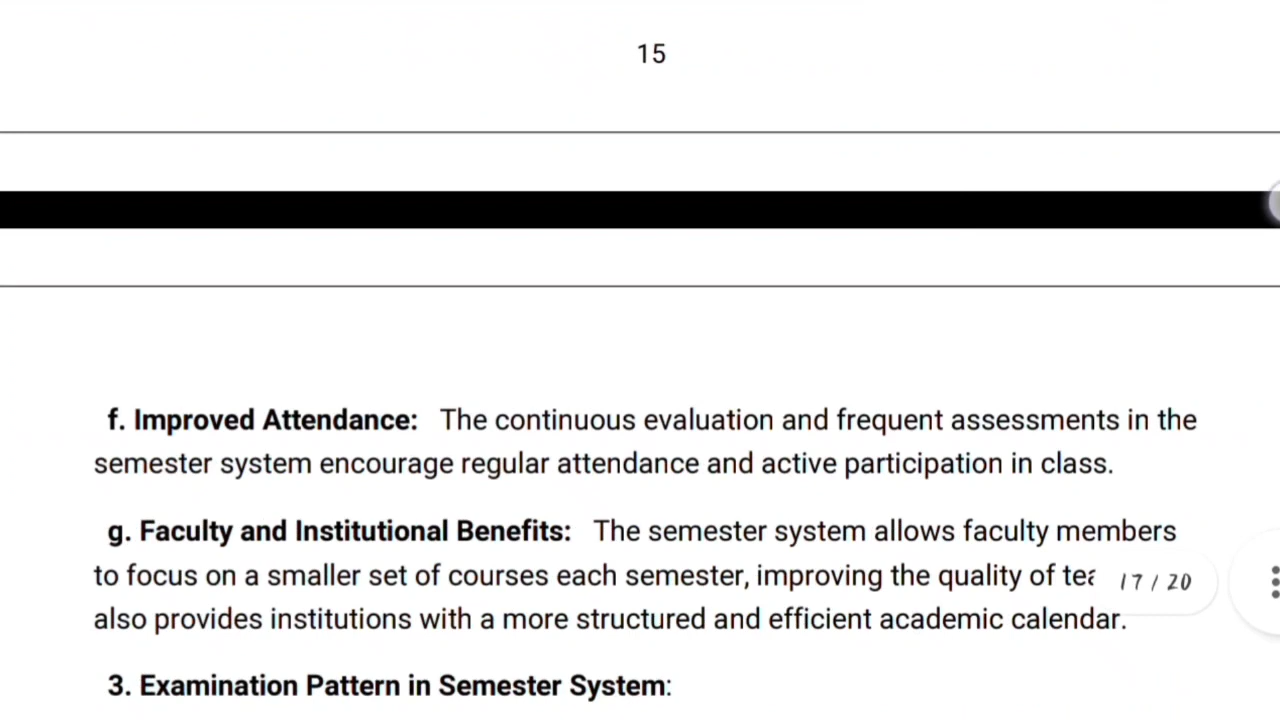 15
f. Improved Attendance: The continuous evaluation and frequent assessments in the
semester system encourage regular attendance and active participation in class.
g. Faculty and Institutional Benefits: The semester system allows faculty members
to focus on a smaller set of courses each semester, improving the quality of
17 / 20
also provides institutions with a more structured and efficient academic calendar.
3. Examination Pattern in Semester System: